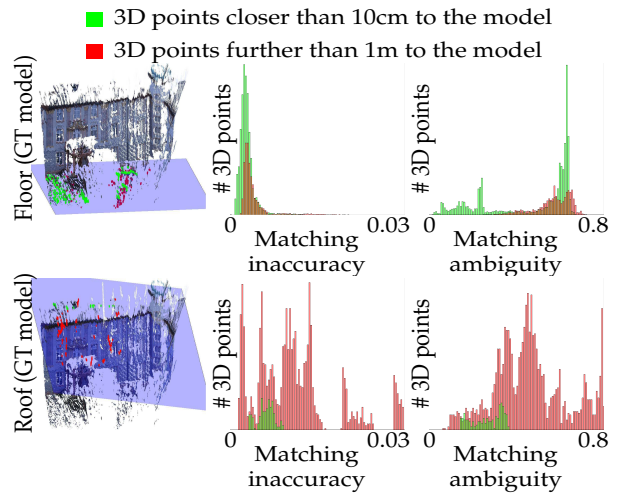 3D points closer than 10cm to the model
3D points further than 1m to the model
Floor (GT model)
# 3D points
0
0.03
Matching
inaccuracy
# 3D points
0
0.8
Matching
ambiguity
Roof (GT model)
# 3D points
0
0.03
Matching
inaccuracy
# 3D points
0
0.8
Matching
ambiguity